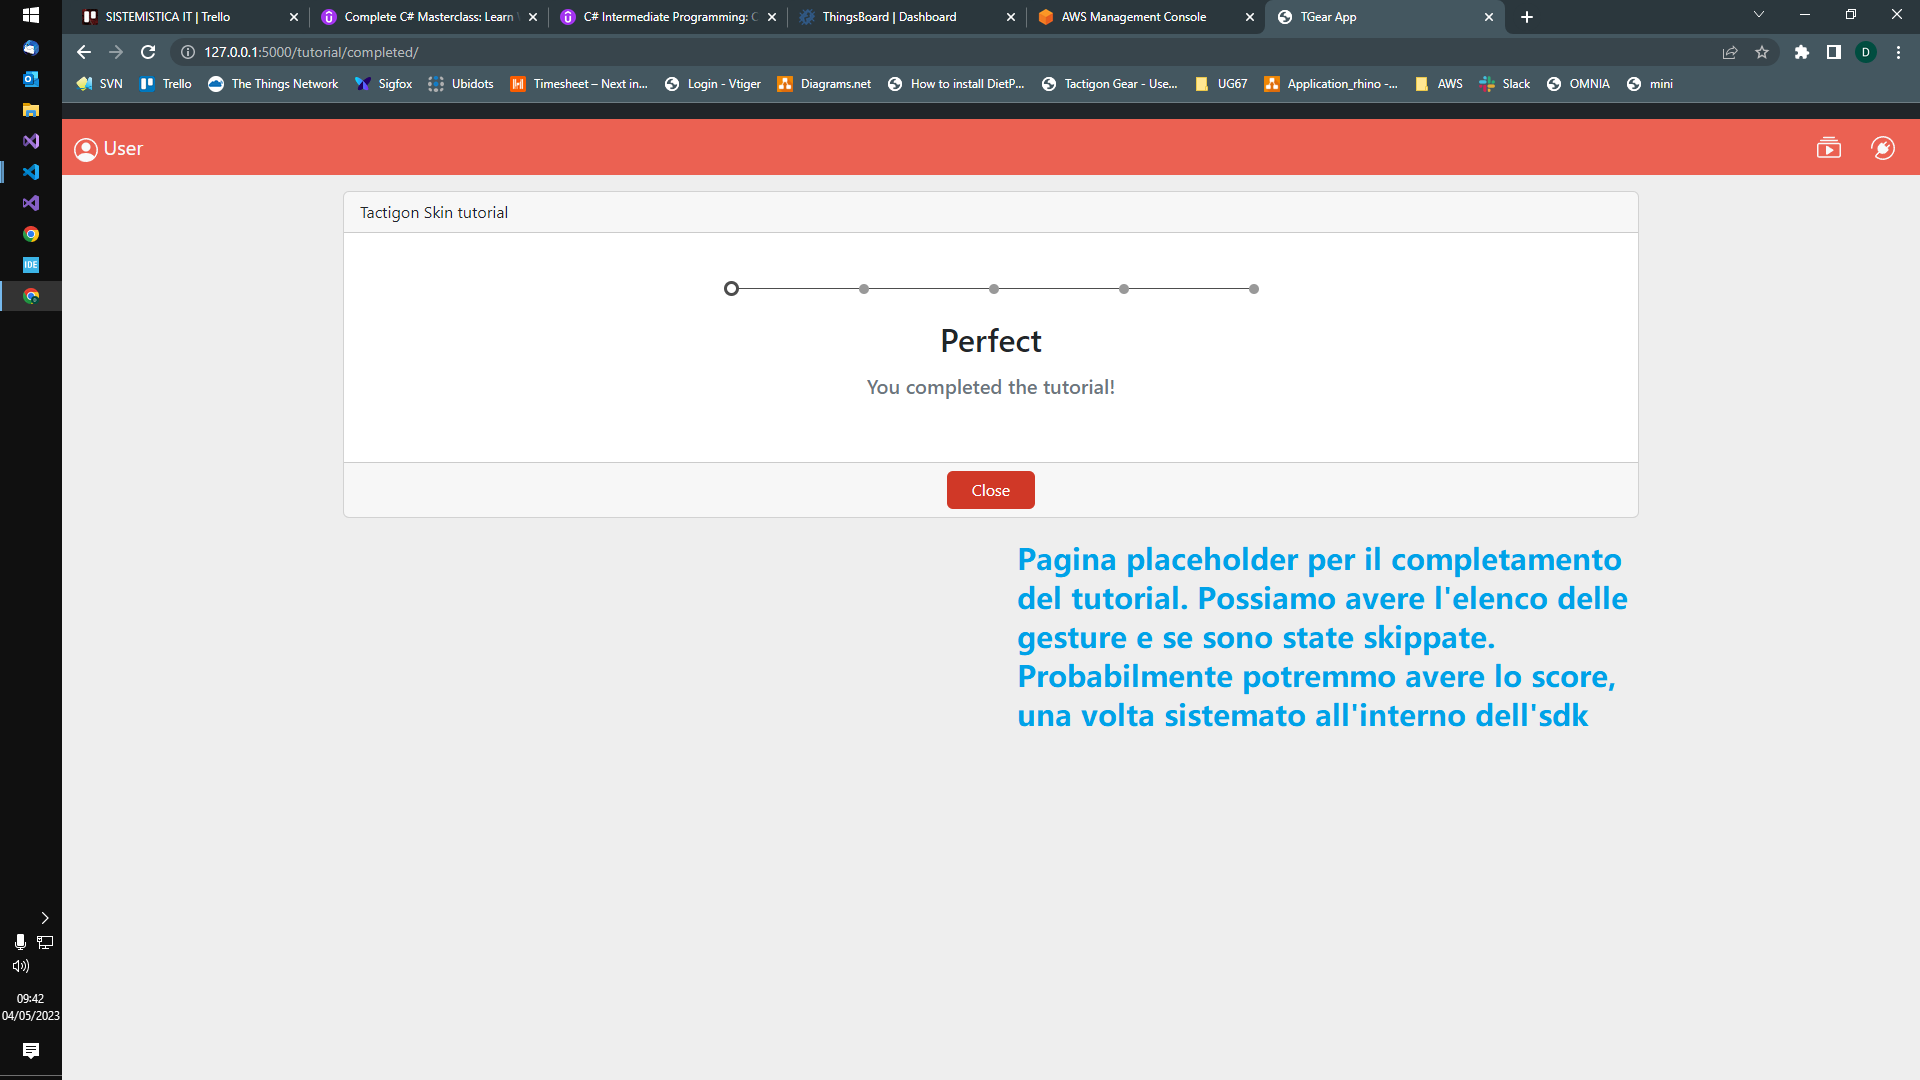 SISTEMISTICA IT | Trello
Complete C# Masterclass: Learn
C# Intermediate Programming: C
ThingsBoard | Dashboard
AWS Management Console
TGear App
127.0.0.1:5000/tutorial/completed/
D
SVN
Trello
The Things Network
Sigfox
Ubidots
Timesheet – Next in...
Login - Vtiger
Diagrams.net
How to install DietP...
Tactigon Gear - Use...
UG67
Application_rhino -...
AWS
Slack
OMNIA
mini
User
Tactigon Skin tutorial
Perfect
You completed the tutorial!
Close
Pagina placeholder per il completamento
del tutorial. Possiamo avere l'elenco delle
gesture e se sono state skippate.
Probabilmente potremmo avere lo score,
una volta sistemato all'interno dell'sdk
IDE
09:42
04/05/2023